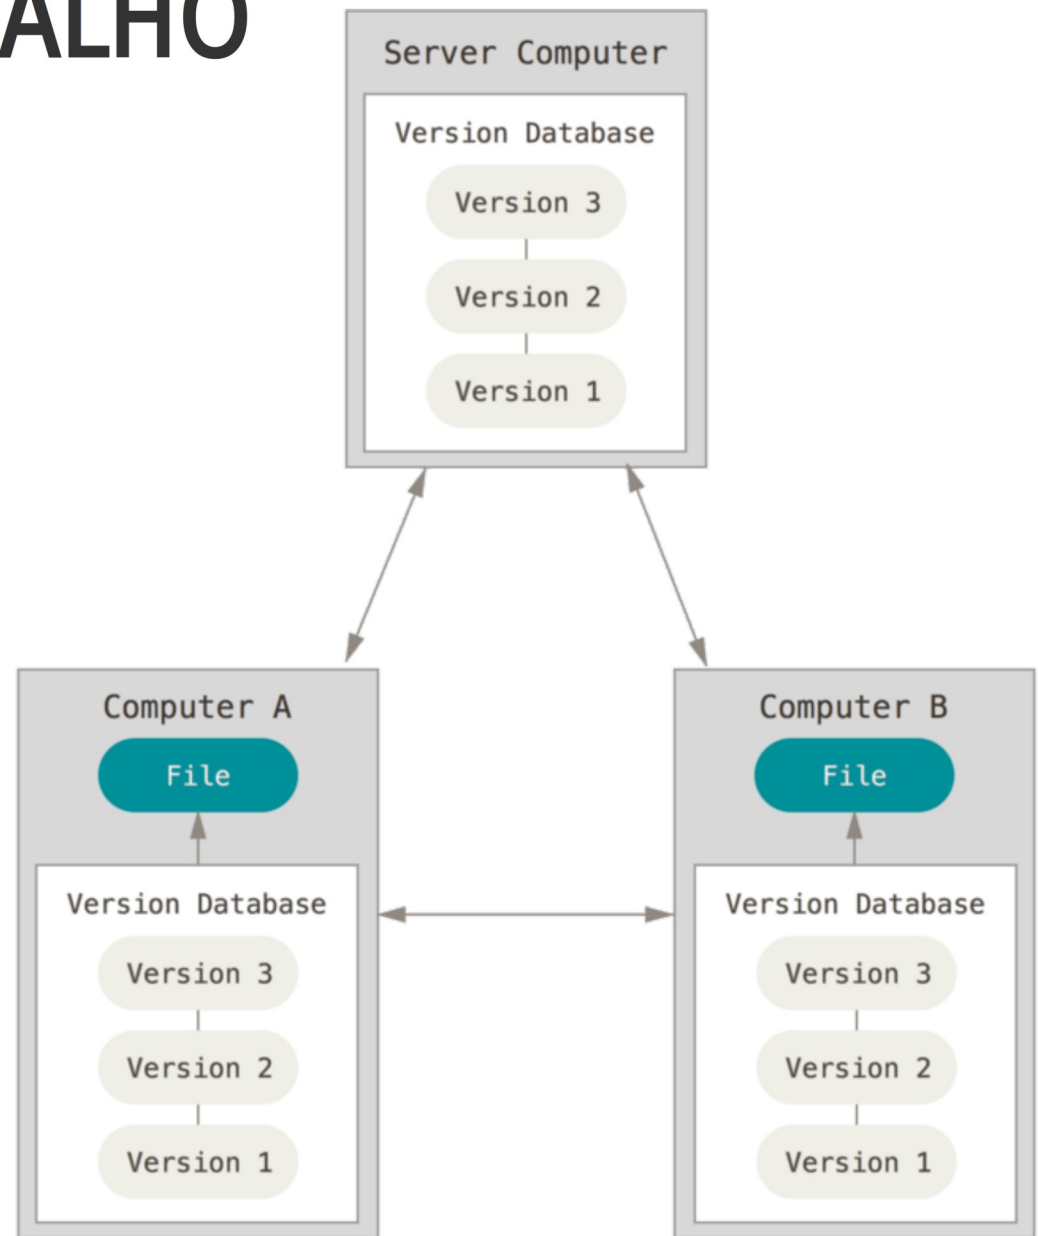 ALHO
Server Computer
Version Database
Version 3
Version 2
Version 1
Computer A
File
Version Database
Version 3
Version 2
Version 1
Computer B
File
Version Database
Version 3
Version 2
Version 1